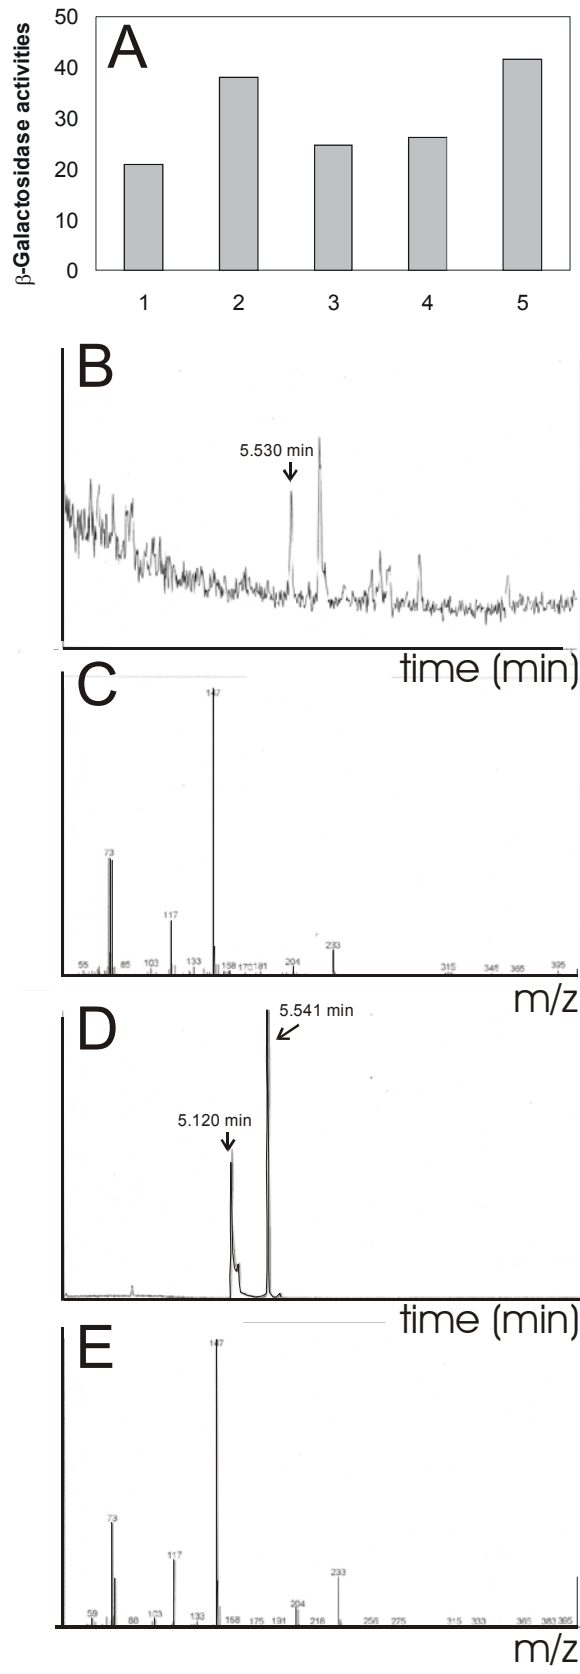 A
β-Galactosidase activities
50
40
30
20
10
0
1 2 3 4 5
B
5.530 min
time (min)
C
147
73
117
233
55 85 103 133 158 170 181 204 315 345 365 395
m/z
D
5.541 min
5.120 min
time (min)
E
147
73
117
233
59 88 103 133 158 175 191 204 218 256 275 315 333 365 383 395
m/z